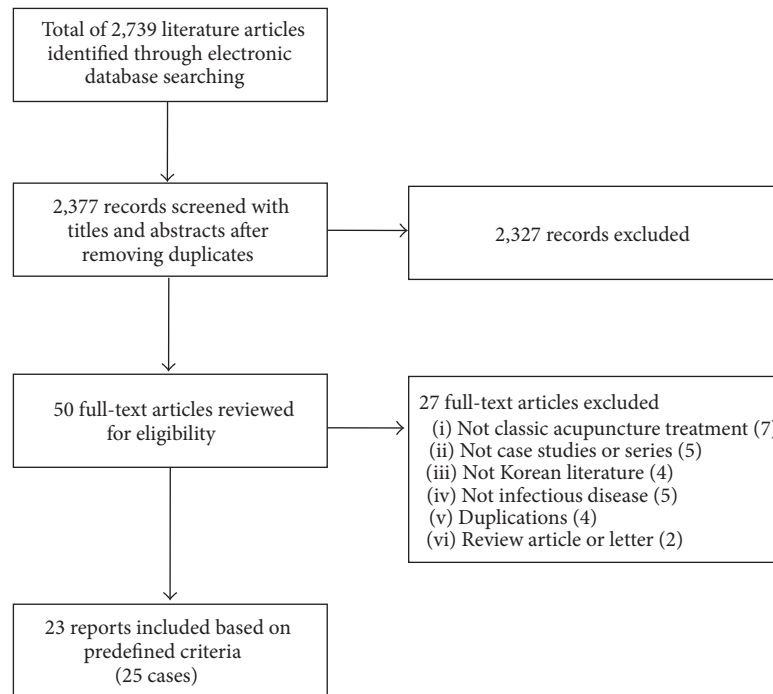 Total of 2,739 literature articles
identified through electronic
database searching
2,377 records screened with
titles and abstracts after
removing duplicates
2,327 records excluded
50 full-text articles reviewed
for eligibility
27 full-text articles excluded
(i) Not classic acupuncture treatment (7)
(ii) Not case studies or series (5)
(iii) Not Korean literature (4)
(iv) Not infectious disease (5)
(v) Duplications (4)
(vi) Review article or letter (2)
23 reports included based on
predefined criteria
(25 cases)